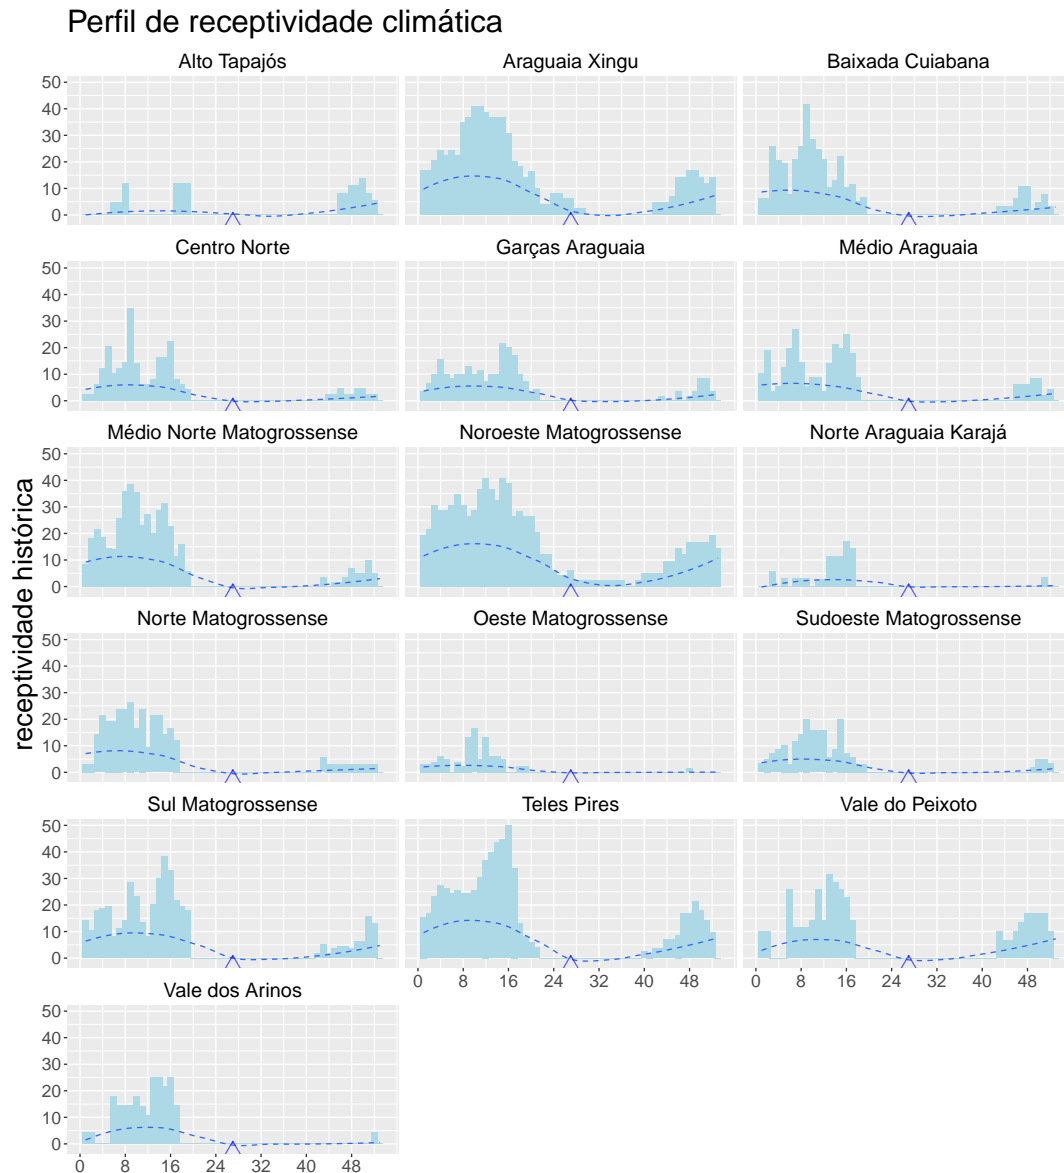 Perfil de receptividade climática
Alto Tapajós
Araguaia Xingu
Baixada Cuiabana
50
40
30
20
10
0
Centro Norte
Garças Araguaia
Médio Araguaia
50
40
30
20
10
0
Médio Norte Matogrossense
Noroeste Matogrossense
Norte Araguaia Karajá
50
40
30
20
10
0
receptividade histórica
Norte Matogrossense
Oeste Matogrossense
Sudoeste Matogrossense
50
40
30
20
10
0
Sul Matogrossense
Teles Pires
Vale do Peixoto
50
40
30
20
10
0
0 8 16 24 32 40 48
0 8 16 24 32 40 48
Vale dos Arinos
50
40
30
20
10
0
0 8 16 24 32 40 48